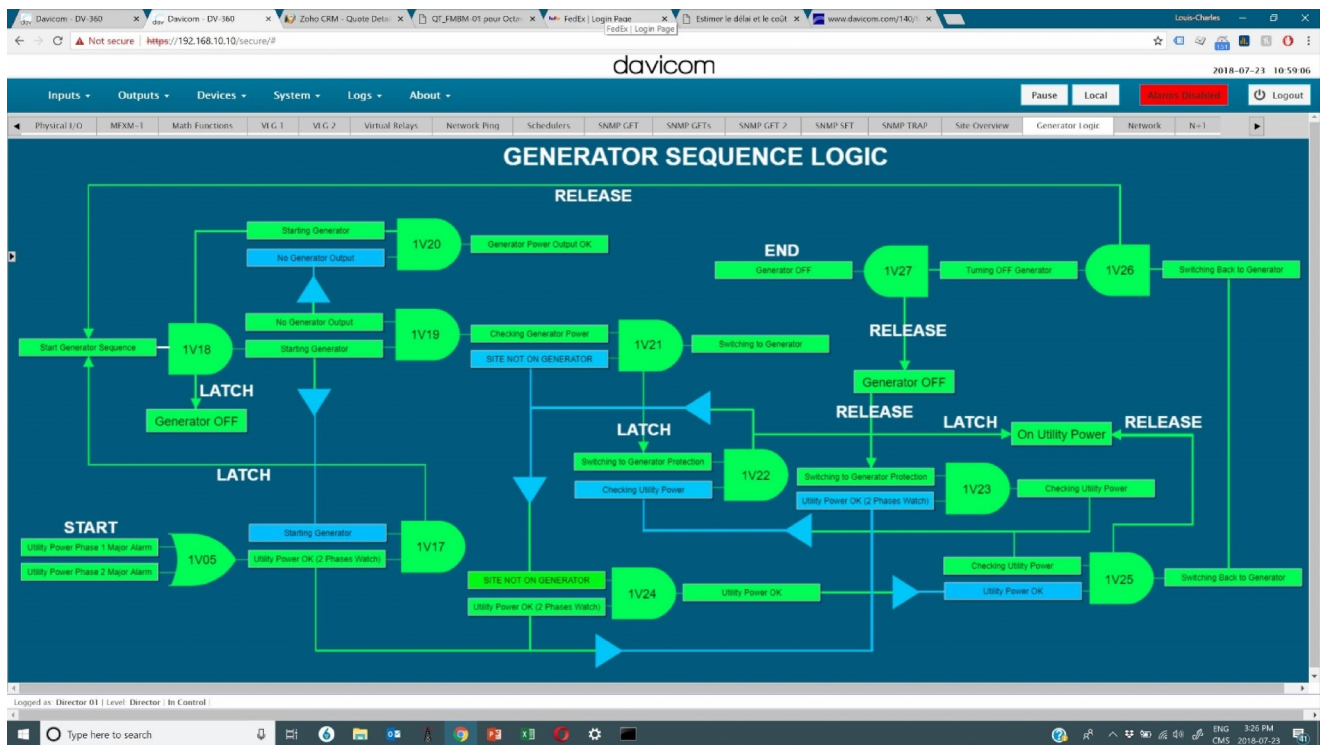 Davicom - DV-360
Davicom - DV-360
Zoho CRM - Quote Detai
QT_FMBM-01 pour Octa
FedEx | Login Page
Estimer le délai et le coût
www.davicom.com/140/
Louis-Charles
FedEx | Login Page
Not secure
https://192.168.10.10/secure/#
davicom
2018-07-23 10:59:06
Inputs
Outputs
Devices
System
Logs
About
Pause
Local
Alarms Disabled
Logout
Physical I/O
MEXM-1
Math Functions
VLG 1
VLG 2
Virtual Relays
Network Ping
Schedulers
SNMP GET
SNMP GETs
SNMP GET 2
SNMP SET
SNMP TRAP
Site Overview
Generator Logic
Network
N+1
GENERATOR SEQUENCE LOGIC
RELEASE
Starting Generator
No Generator Output
1V20
Generator Power Output OK
END
Generator OFF
1V27
Turning OFF Generator
1V26
Switching Back to Generator
No Generator Output
Starting Generator
1V19
Checking Generator Power
SITE NOT ON GENERATOR
1V21
Switching to Generator
RELEASE
Start Generator Sequence
1V18
LATCH
Generator OFF
Generator OFF
RELEASE
LATCH
On Utility Power
RELEASE
LATCH
Switching to Generator Protection
Checking Utility Power
1V22
Switching to Generator Protection
Utility Power OK (2 Phases Watch)
1V23
Checking Utility Power
LATCH
START
Utility Power Phase 1 Major Alarm
Utility Power Phase 2 Major Alarm
1V05
Starting Generator
Utility Power OK (2 Phases Watch)
1V17
SITE NOT ON GENERATOR
Utility Power OK (2 Phases Watch)
1V24
Utility Power OK
Checking Utility Power
Utility Power OK
1V25
Switching Back to Generator
Logged as: Director 01 | Level: Director | In Control
Type here to search
ENG
CMS
3:26 PM
2018-07-23